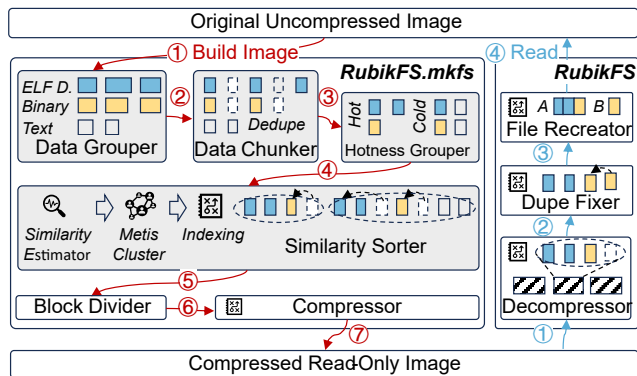 Original Uncompressed Image
① Build Image
④ Read
RubikFS.mkfs
RubikFS
ELF D.
Binary
Text
Data Grouper
②
Dedupe
Data Chunker
③
Hot
Cold
Hotness Grouper
④
Similarity
Estimator
Metis
Cluster
Indexing
Similarity Sorter
⑤
Block Divider
⑥
Compressor
⑦
A
B
File Recreator
③
Dupe Fixer
②
Decompressor
①
Compressed Read-Only Image